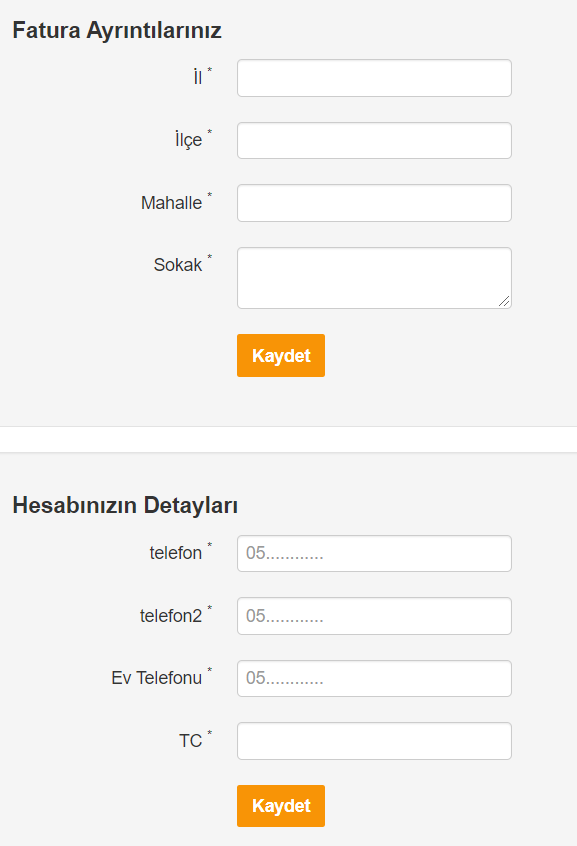 Fatura Ayrıntılarınız
İl *
İlçe *
Mahalle *
Sokak *
Kaydet
Hesabınızın Detayları
telefon * 05............
telefon2 * 05............
Ev Telefonu * 05............
TC *
Kaydet